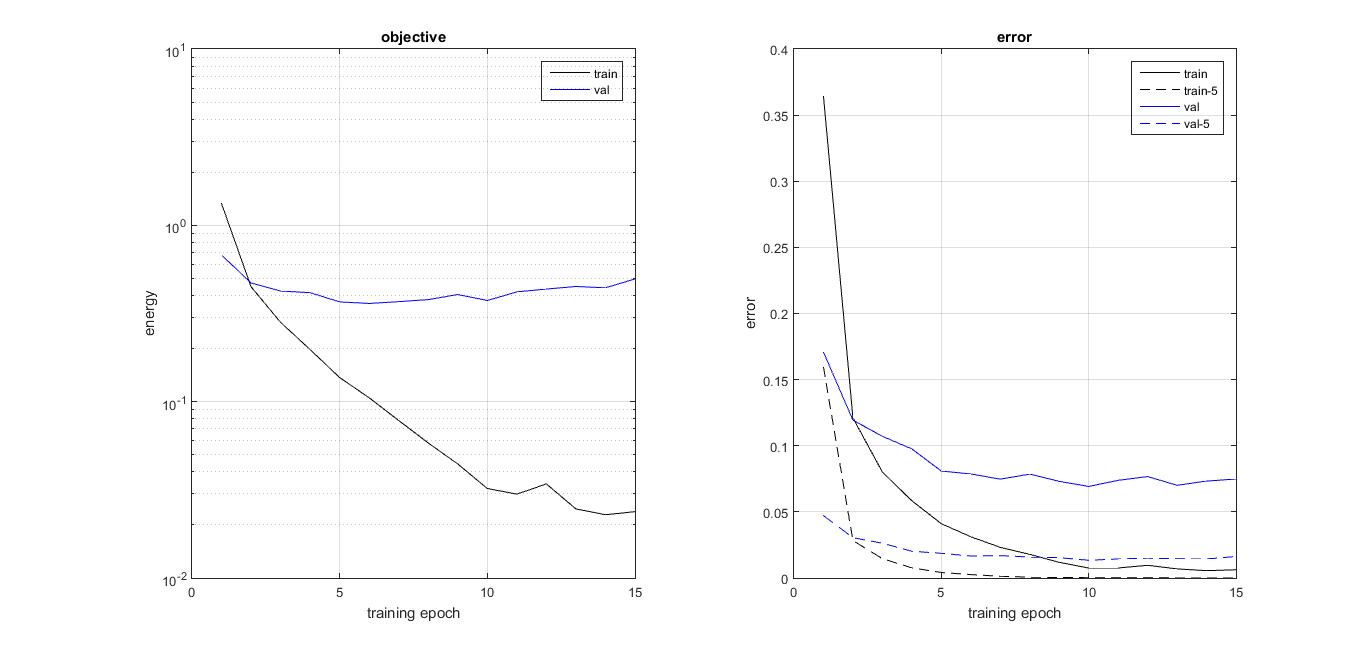 objective
10^1
10^0
10^-1
10^-2
energy
0
5
10
15
training epoch
train
val
error
0.4
0.35
0.3
0.25
0.2
0.15
0.1
0.05
0
error
0
5
10
15
training epoch
train
train-5
val
val-5